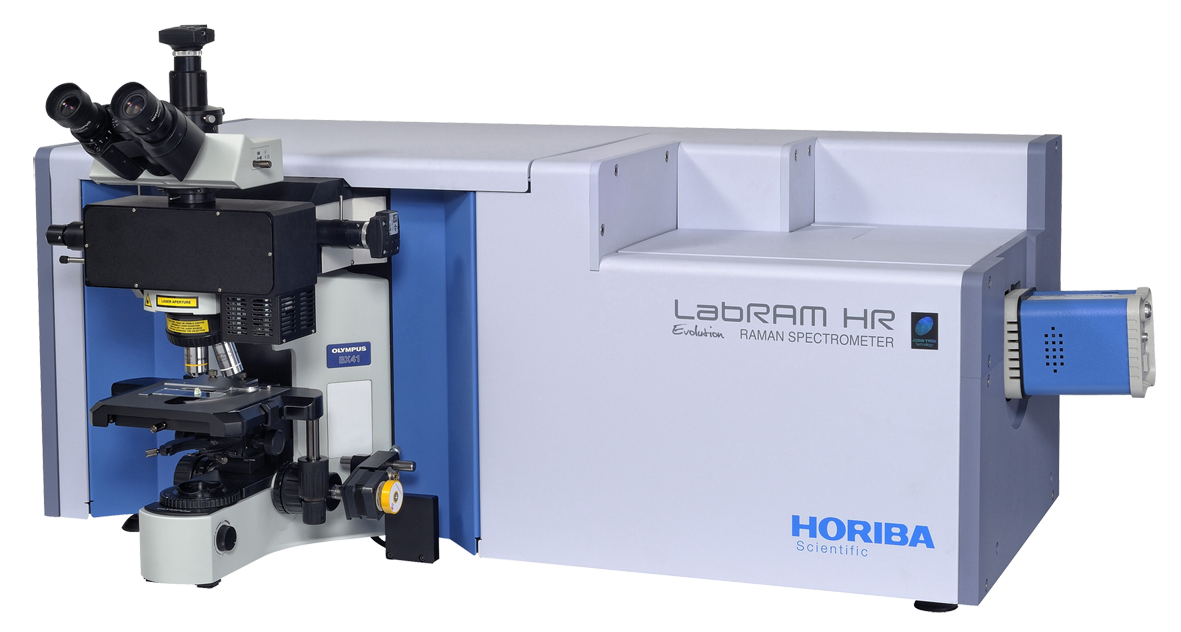 LASER APERTURE
OLYMPUS
BX41
LabRAM HR
Evolution RAMAN SPECTROMETER
HORIBA
Scientific